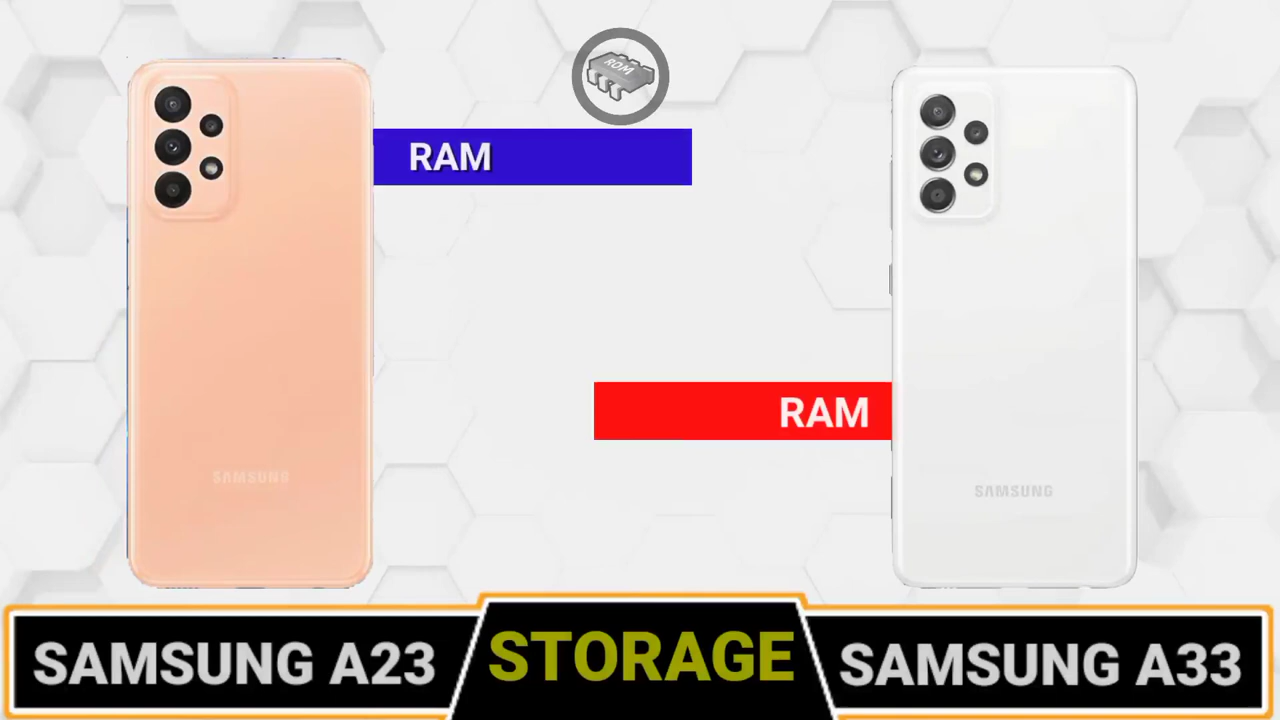 ROM
RAM
RAM
SAMSUNG
SAMSUNG
SAMSUNG A23
STORAGE
SAMSUNG A33